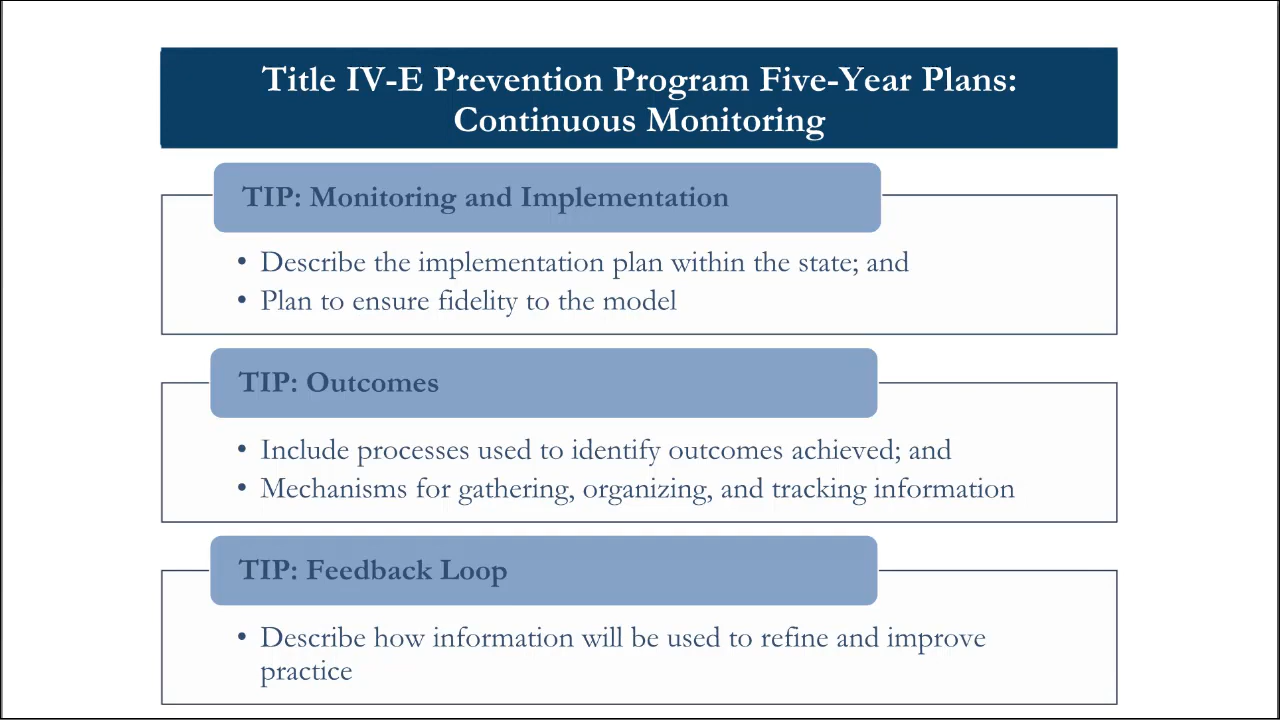 Title IV-E Prevention Program Five-Year Plans:
Continuous Monitoring
TIP: Monitoring and Implementation
• Describe the implementation plan within the state; and
• Plan to ensure fidelity to the model
TIP: Outcomes
• Include processes used to identify outcomes achieved; and
• Mechanisms for gathering, organizing, and tracking information
TIP: Feedback Loop
• Describe how information will be used to refine and improve
practice